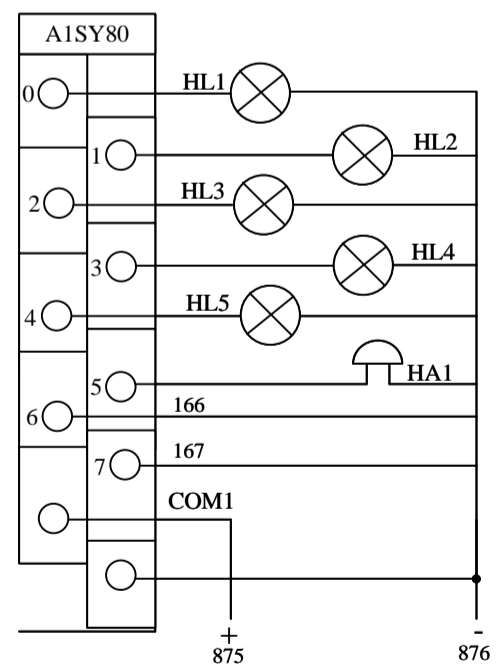 A1SY80
0 HL1
1 HL2
2 HL3
3 HL4
4 HL5
5 HA1
6 166
7 167
COM1
+ -
875 876